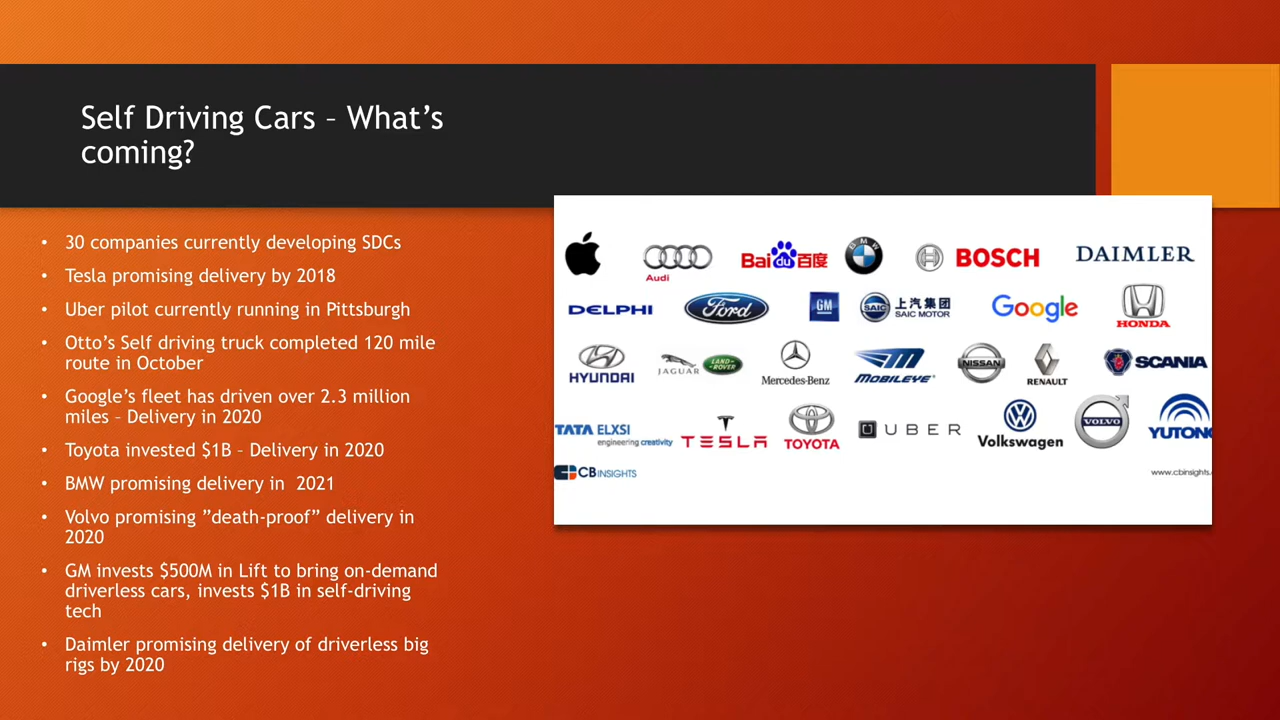 Self Driving Cars – What’s
coming?
• 30 companies currently developing SDCs
• Tesla promising delivery by 2018
• Uber pilot currently running in Pittsburgh
• Otto’s Self driving truck completed 120 mile
route in October
• Google’s fleet has driven over 2.3 million
miles – Delivery in 2020
• Toyota invested $1B – Delivery in 2020
• BMW promising delivery in  2021
• Volvo promising ”death-proof” delivery in
2020
• GM invests $500M in Lift to bring on-demand
driverless cars, invests $1B in self-driving
tech
• Daimler promising delivery of driverless big
rigs by 2020
Audi
Bai du 百度
BMW
BOSCH
DAIMLER
DELPHI
Ford
GM
SAIC 上汽集团
SAIC MOTOR
Google
HONDA
HYUNDAI
JAGUAR
LAND-ROVER
Mercedes-Benz
MOBILEYE
NISSAN
RENAULT
SCANIA
TATA ELXSI
engineering creativity
TESLA
TOYOTA
UBER
Volkswagen
VOLVO
YUTONG
CBINSIGHTS
www.cbinsights.c